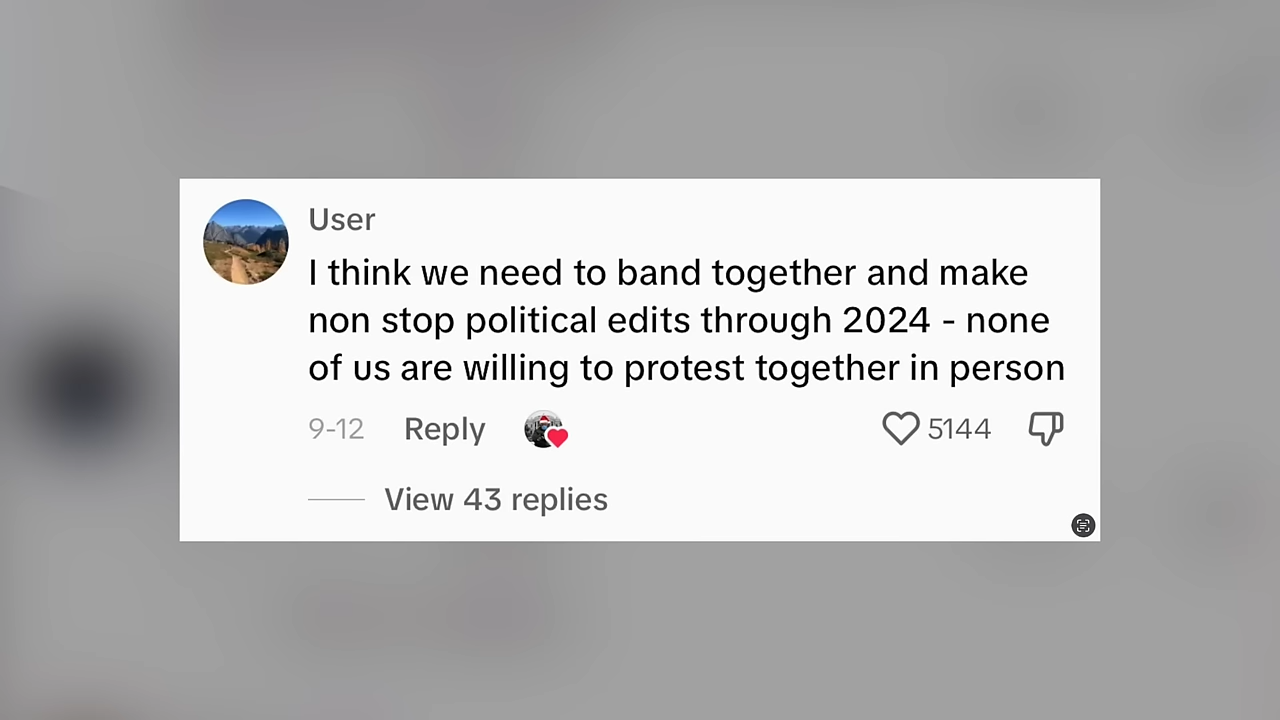 User
I think we need to band together and make
non stop political edits through 2024 - none
of us are willing to protest together in person
9-12 Reply 5144
View 43 replies